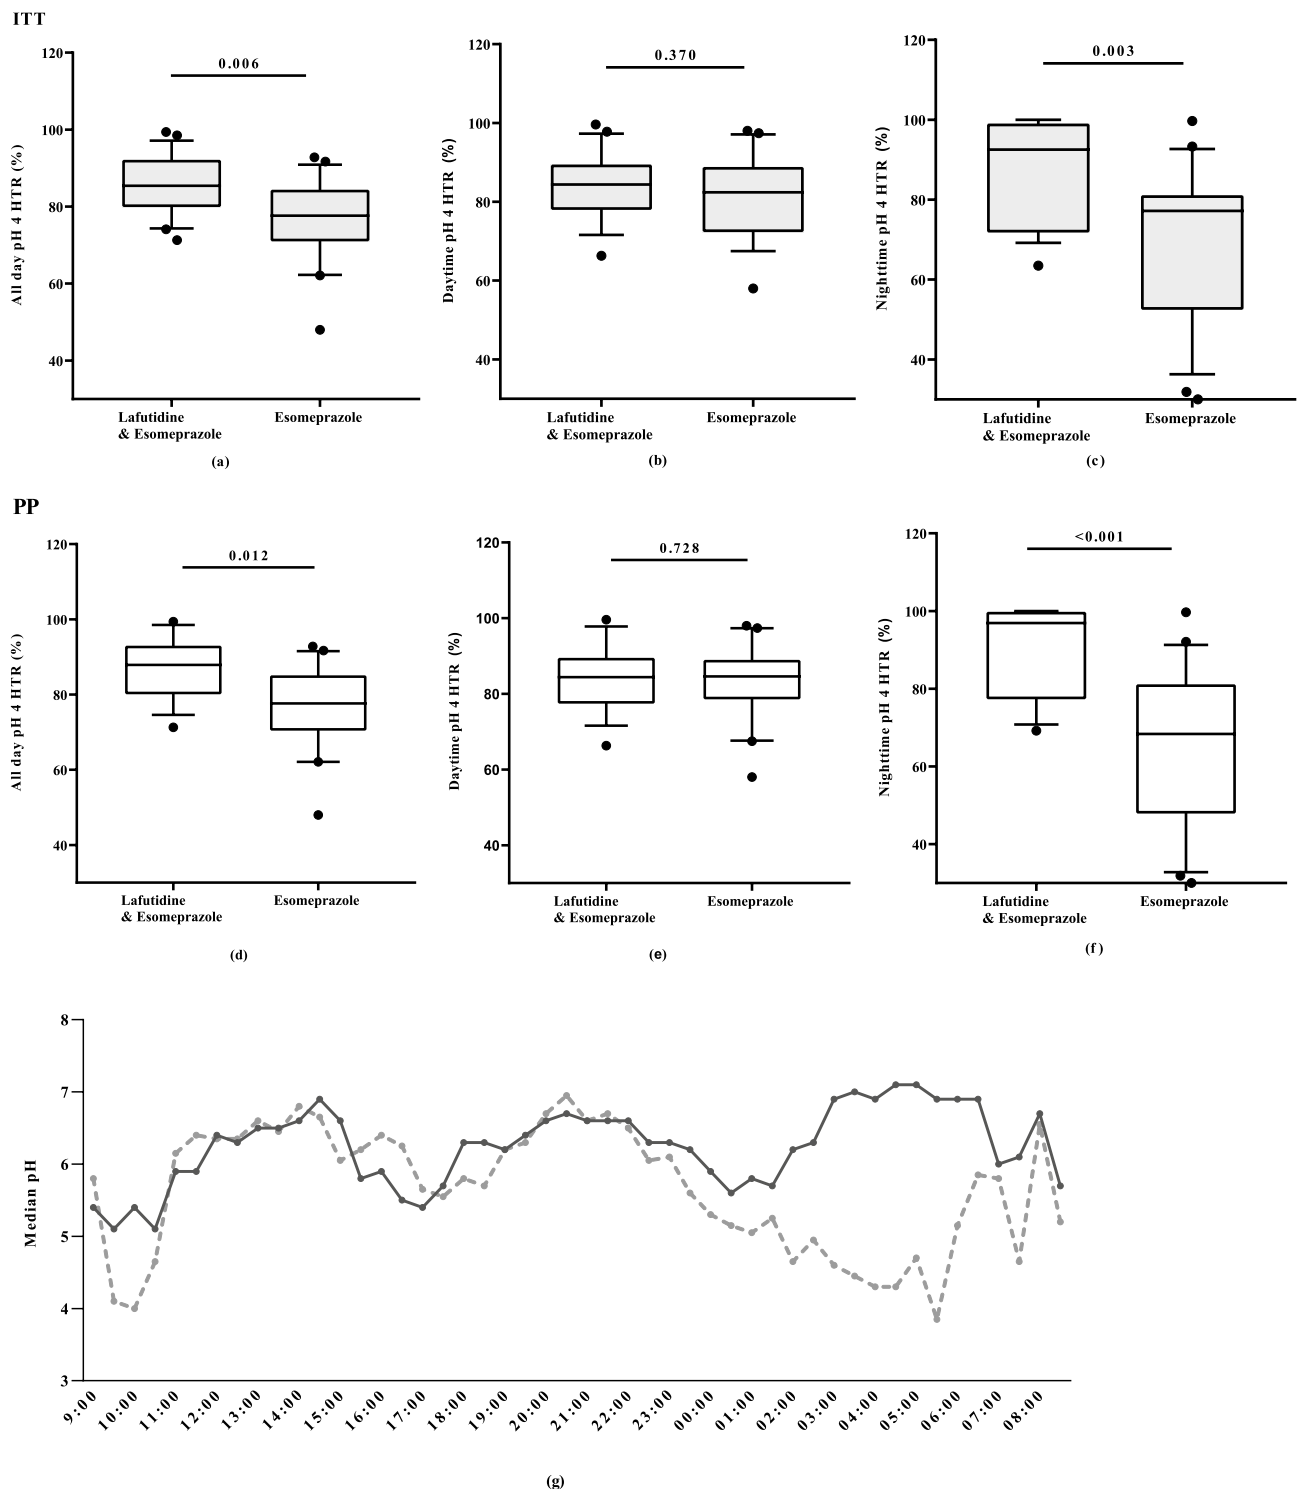 ITT
0.006
120
100
80
60
40
All day pH 4 HTR (%)
Lafutidine
& Esomeprazole
Esomeprazole
(a)
0.370
120
100
80
60
40
Daytime pH 4 HTR (%)
Lafutidine
& Esomeprazole
Esomeprazole
(b)
0.003
120
100
80
60
40
Nighttime pH 4 HTR (%)
Lafutidine
& Esomeprazole
Esomeprazole
(c)
PP
0.012
120
100
80
60
40
All day pH 4 HTR (%)
Lafutidine
& Esomeprazole
Esomeprazole
(d)
0.728
120
100
80
60
40
Daytime pH 4 HTR (%)
Lafutidine
& Esomeprazole
Esomeprazole
(e)
<0.001
120
100
80
60
40
Nighttime pH 4 HTR (%)
Lafutidine
& Esomeprazole
Esomeprazole
(f)
8
7
6
5
4
3
Median pH
9:00
10:00
11:00
12:00
13:00
14:00
15:00
16:00
17:00
18:00
19:00
20:00
21:00
22:00
23:00
00:00
01:00
02:00
03:00
04:00
05:00
06:00
07:00
08:00
(g)